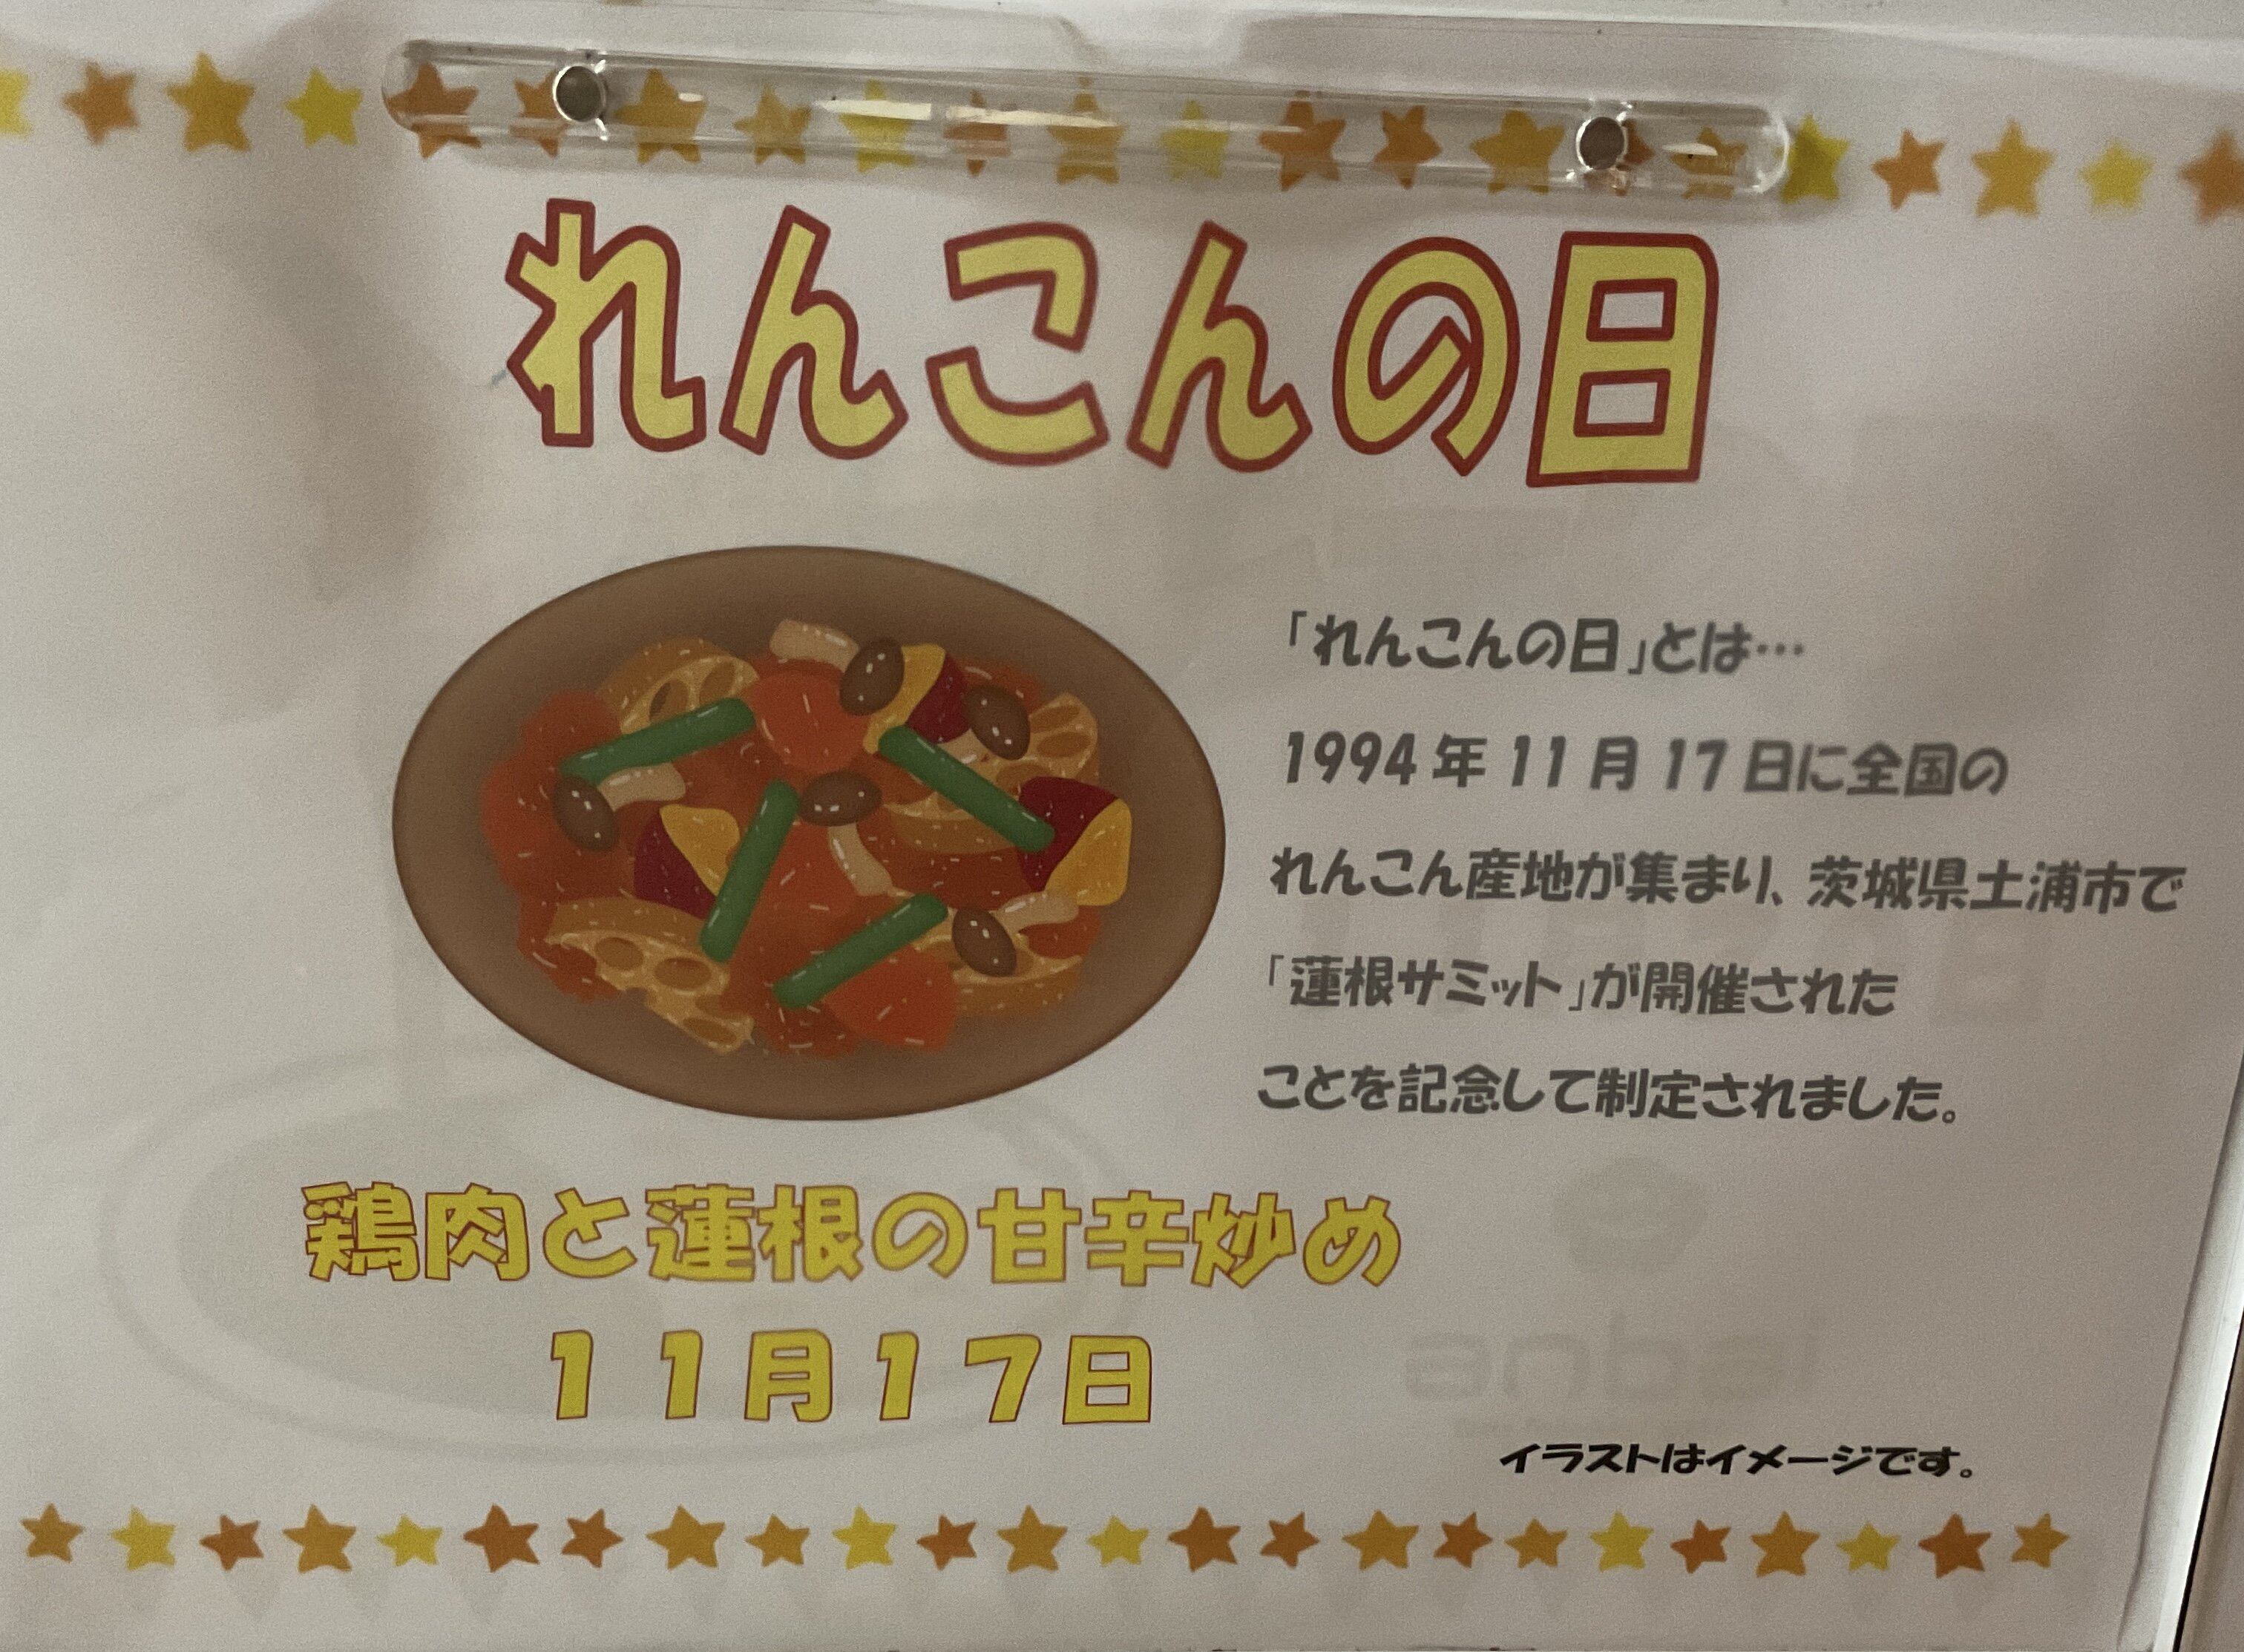 れんこんの日
「れんこんの日」とは…
1994年11月17日に全国の
れんこん産地が集まり、茨城県土浦市で
「蓮根サミット」が開催された
ことを記念して制定されました。
鶏肉と蓮根の甘辛炒め
１１月１７日
イラストはイメージです。